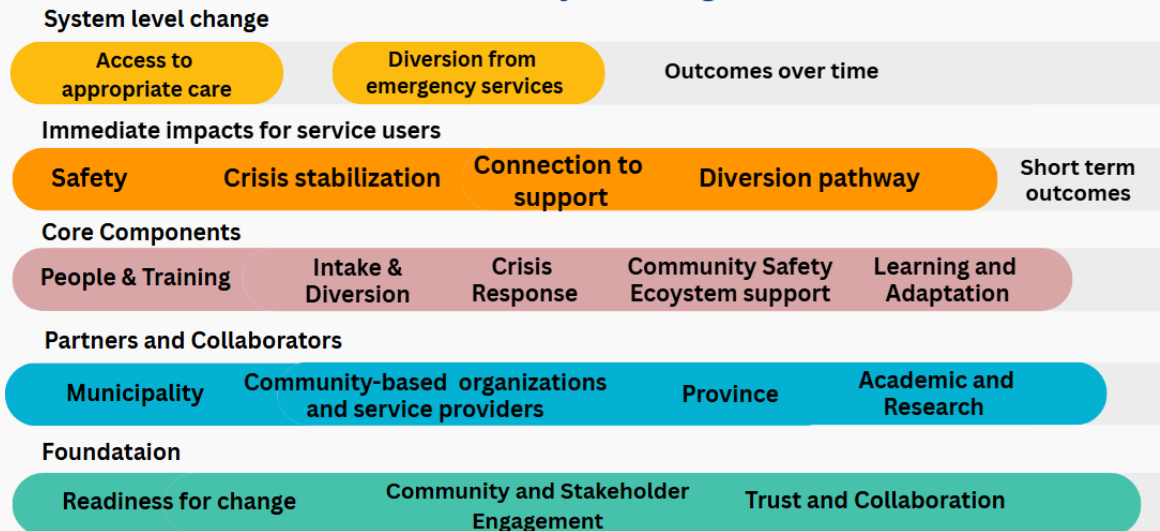 System level change
Access to
appropriate care
Diversion from
emergency services
Outcomes over time
Immediate impacts for service users
Safety
Crisis stabilization
Connection to
support
Diversion pathway
Short term
outcomes
Core Components
People & Training
Intake &
Diversion
Crisis
Response
Community Safety
Ecoystem support
Learning and
Adaptation
Partners and Collaborators
Municipality
Community-based organizations
and service providers
Province
Academic and
Research
Foundataion
Readiness for change
Community and Stakeholder
Engagement
Trust and Collaboration